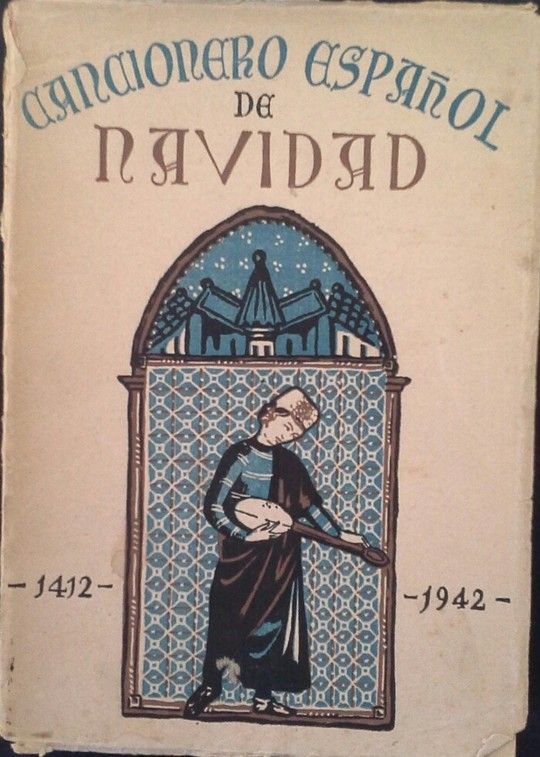 CANCIONERO ESPAÑOL
DE
NAVIDAD
- 1412 -
- 1942 -